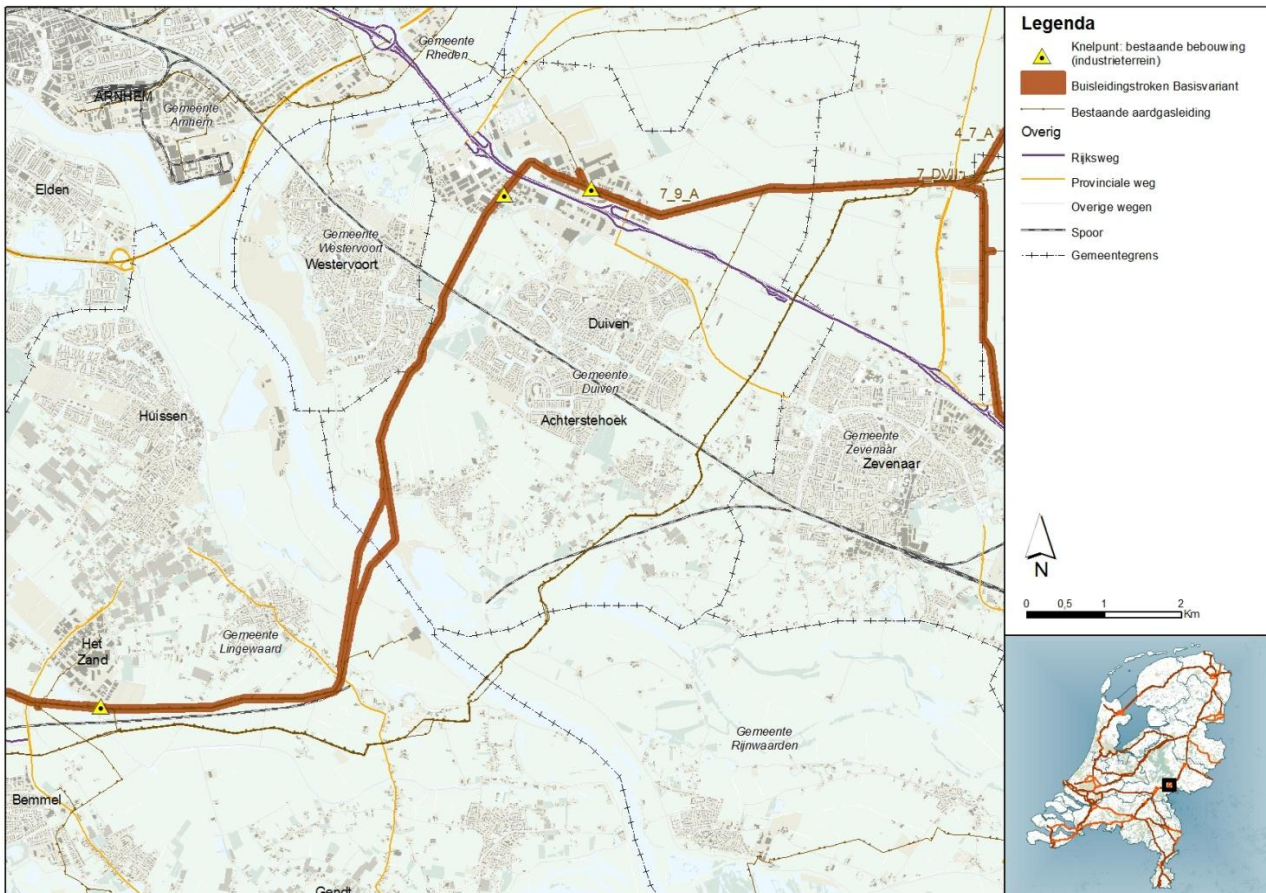 Gemeente
Rheden
ARNHEM
Gemeente
Arnhem
Elden
4_7_A
7_9_A
Gemeente
Westervoort
Westervoort
Duiven
Gemeente
Duiven
Achterstehoek
Huissen
Gemeente
Zevenaar
Zevenaar
Het
Zand
Gemeente
Lingewaard
Gemeente
Rijnwaarden
Bemmel
Gendt
Legenda
Knelpunt: bestaande bebouwing
(industrieterrein)
Buisleidingstroken Basisvariant
Bestaande aardgasleiding
Overig
Rijksweg
Provinciale weg
Overige wegen
Spoor
Gemeentegrens
N
0 0,5 1 2
Km